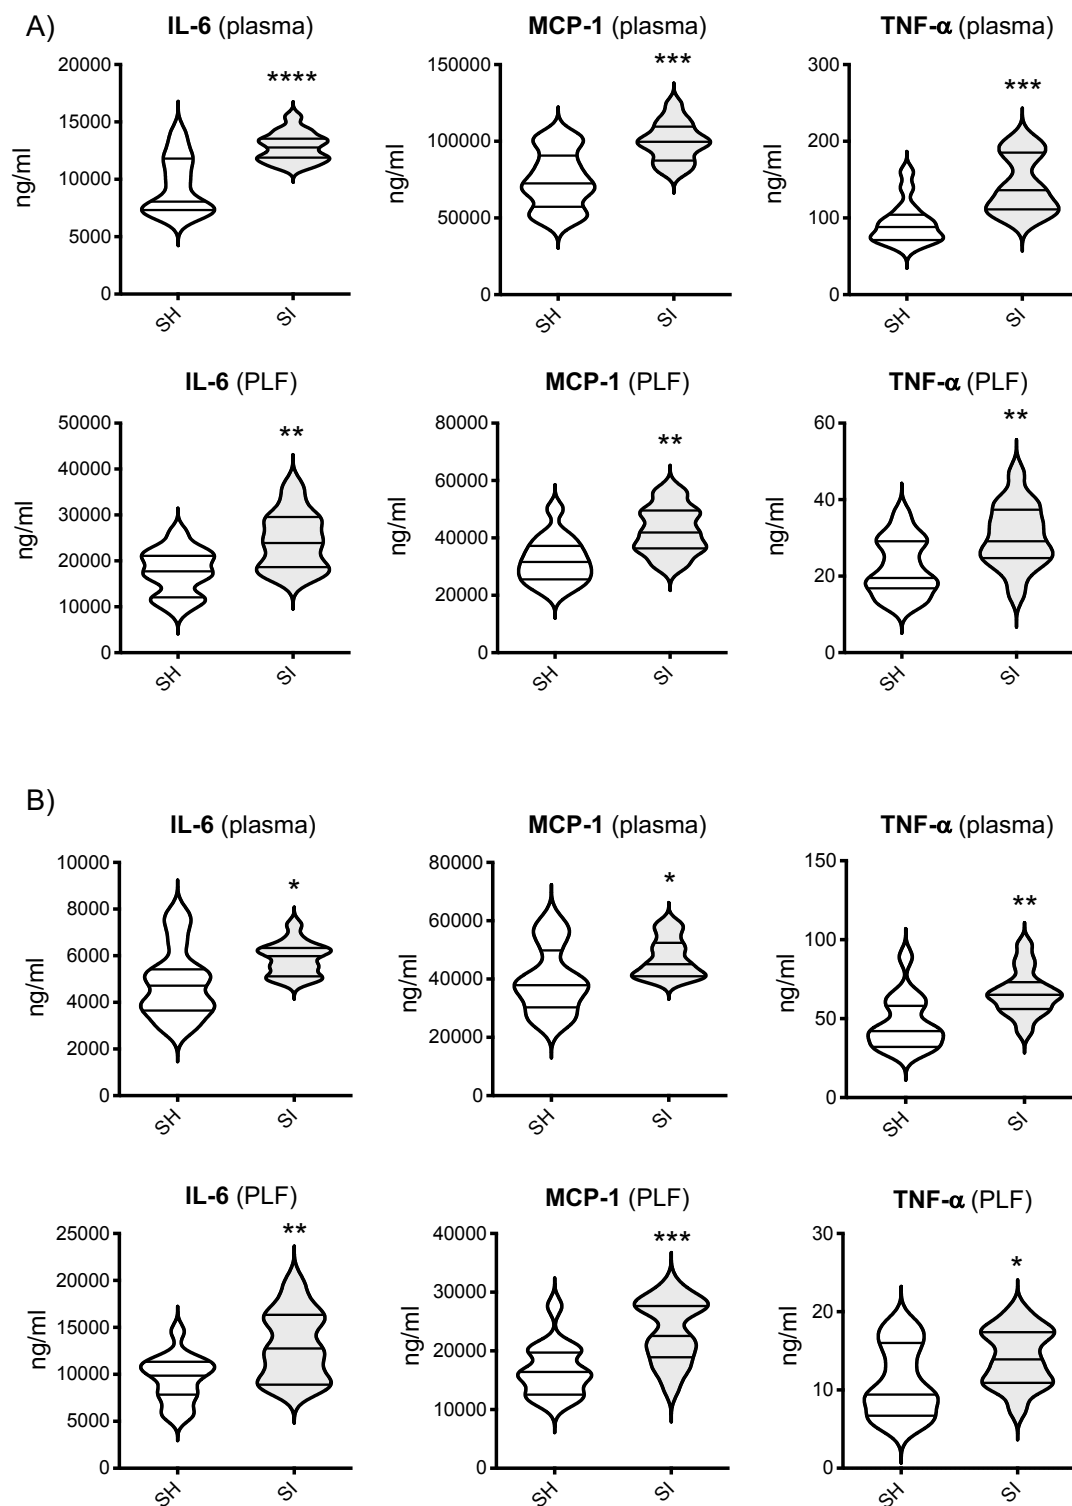 A)
IL-6 (plasma) MCP-1 (plasma) TNF-α (plasma)
**** *** ***
20000 15000 10000 5000 0
ng/ml
SH SI
150000 100000 50000 0
ng/ml
SH SI
300 200 100 0
ng/ml
SH SI
IL-6 (PLF) MCP-1 (PLF) TNF-α (PLF)
** ** **
50000 40000 30000 20000 10000 0
ng/ml
SH SI
80000 60000 40000 20000 0
ng/ml
SH SI
60 40 20 0
ng/ml
SH SI
B)
IL-6 (plasma) MCP-1 (plasma) TNF-α (plasma)
* * **
10000 8000 6000 4000 2000 0
ng/ml
SH SI
80000 60000 40000 20000 0
ng/ml
SH SI
150 100 50 0
ng/ml
SH SI
IL-6 (PLF) MCP-1 (PLF) TNF-α (PLF)
** *** *
25000 20000 15000 10000 5000 0
ng/ml
SH SI
40000 30000 20000 10000 0
ng/ml
SH SI
30 20 10 0
ng/ml
SH SI